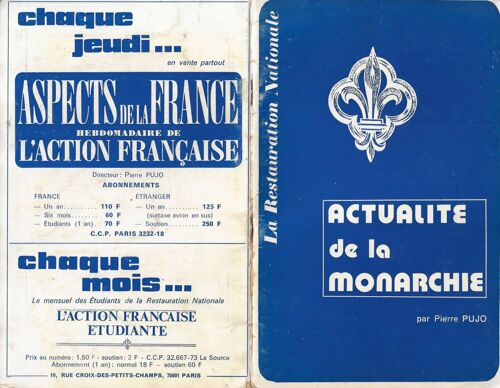 chaque
jeudi...
en vente partout
ASPECTS DE LA FRANCE
HEBDOMADAIRE DE
L'ACTION FRANÇAISE
Directeur: Pierre PUJO
ABONNEMENTS
FRANCE
— Un an........ 110 F
— Six mois........ 60 F
— Étudiants (1 an) . 70 F
ÉTRANGER
— Un an........ 125 F
(surtaxe avion en sus)
— Soutien........ 250 F
C.C.P. PARIS 3232-18
chaque
mois...
Le mensuel des Étudiants de la Restauration Nationale
L'ACTION FRANÇAISE
ETUDIANTE
Prix au numéro : 1,50 F - soutien : 2 F - C.C.P. 32.667-73 La Source
Abonnement (1 an) : normal 18 F - soutien 60 F
10, RUE CROIX-DES-PETITS-CHAMPS, 75001 PARIS
La Restauration Nationale
ACTUALITE
de la
MONARCHIE
par Pierre PUJO